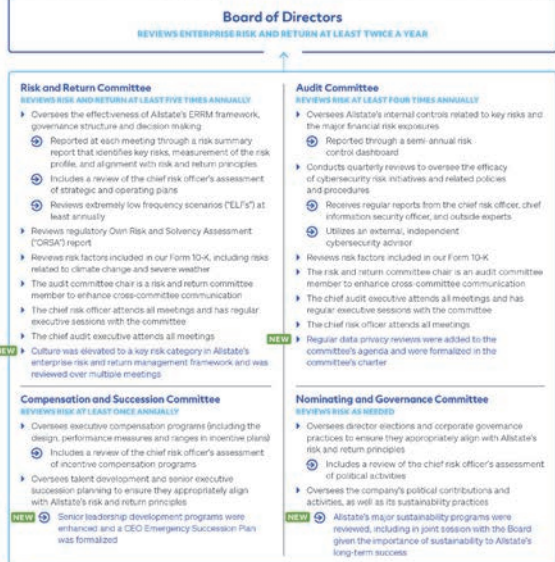 Board of Directors
REVIEWS ENTERPRISE RISK AND RETURN AT LEAST TWICE A YEAR
Risk and Return Committee
REVIEWS RISK AND RETURN AT LEAST FIVE TIMES ANNUALLY
Oversees the effectiveness of Allstate's ERRM framework,
governance structure and decision making
Reported at each meeting through a risk summary
report that identifies key risks, measurement of the risk
profile, and alignment with risk and return principles
Includes a review of the chief risk officer's assessment
of strategic and operating plans
Reviews extremely low frequency scenarios ("ELFs") at
least annually
Reviews regulatory Own Risk and Solvency Assessment
("ORSA") report
Reviews risk factors included in our Form 10-K, including risks
related to climate change and severe weather
The audit committee chair is a risk and return committee
member to enhance cross-committee communication
The chief risk officer attends all meetings and has regular
executive sessions with the committee
The chief audit executive attends all meetings
NEW Culture was elevated to a key risk category in Allstate's
enterprise risk and return management framework and was
reviewed over multiple meetings
Audit Committee
REVIEWS RISK AT LEAST FOUR TIMES ANNUALLY
Oversees Allstate's internal controls related to key risks and
the major financial risk exposures
Reported through a semi-annual risk
control dashboard
Conducts quarterly reviews to oversee the efficacy
of cybersecurity risk initiatives and related policies
and procedures
Receives regular reports from the chief risk officer, chief
information security officer, and outside experts
Utilizes an external, independent
cybersecurity advisor
Reviews risk factors included in our Form 10-K
The risk and return committee chair is an audit committee
member to enhance cross-committee communication
The chief audit executive attends all meetings and has
regular executive sessions with the committee
The chief risk officer attends all meetings
NEW Regular data privacy reviews were added to the
committee's agenda and were formalized in the
committee's charter
Compensation and Succession Committee
REVIEWS RISK AT LEAST ONCE ANNUALLY
Oversees executive compensation programs (including the
design, performance measures and ranges in incentive plans)
Includes a review of the chief risk officer's assessment
of incentive compensation programs
Oversees talent development and senior executive
succession planning to ensure they appropriately align
with Allstate's risk and return principles
NEW Senior leadership development programs were
enhanced and a CEO Emergency Succession Plan
was formalized
Nominating and Governance Committee
REVIEWS RISK AS NEEDED
Oversees director elections and corporate governance
practices to ensure they appropriately align with Allstate's
risk and return principles
Includes a review of the chief risk officer's assessment
of political activities
Oversees the company's political contributions and
activities, as well as its sustainability practices
NEW Allstate's major sustainability programs were
reviewed, including in joint session with the Board
given the importance of sustainability to Allstate's
long-term success